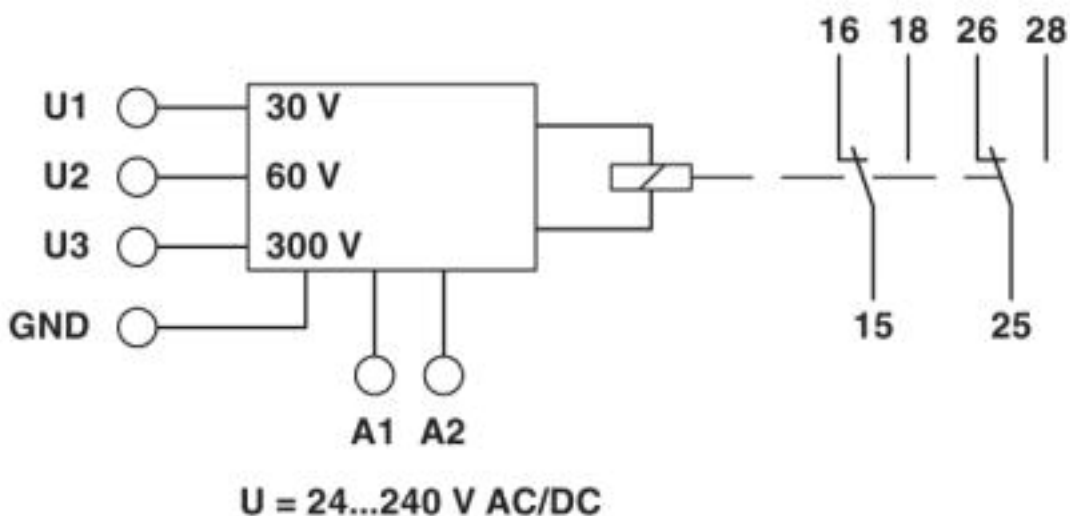 16 18 26 28
U1 30 V
U2 60 V
U3 300 V
GND
15 25
A1 A2
U = 24...240 V AC/DC